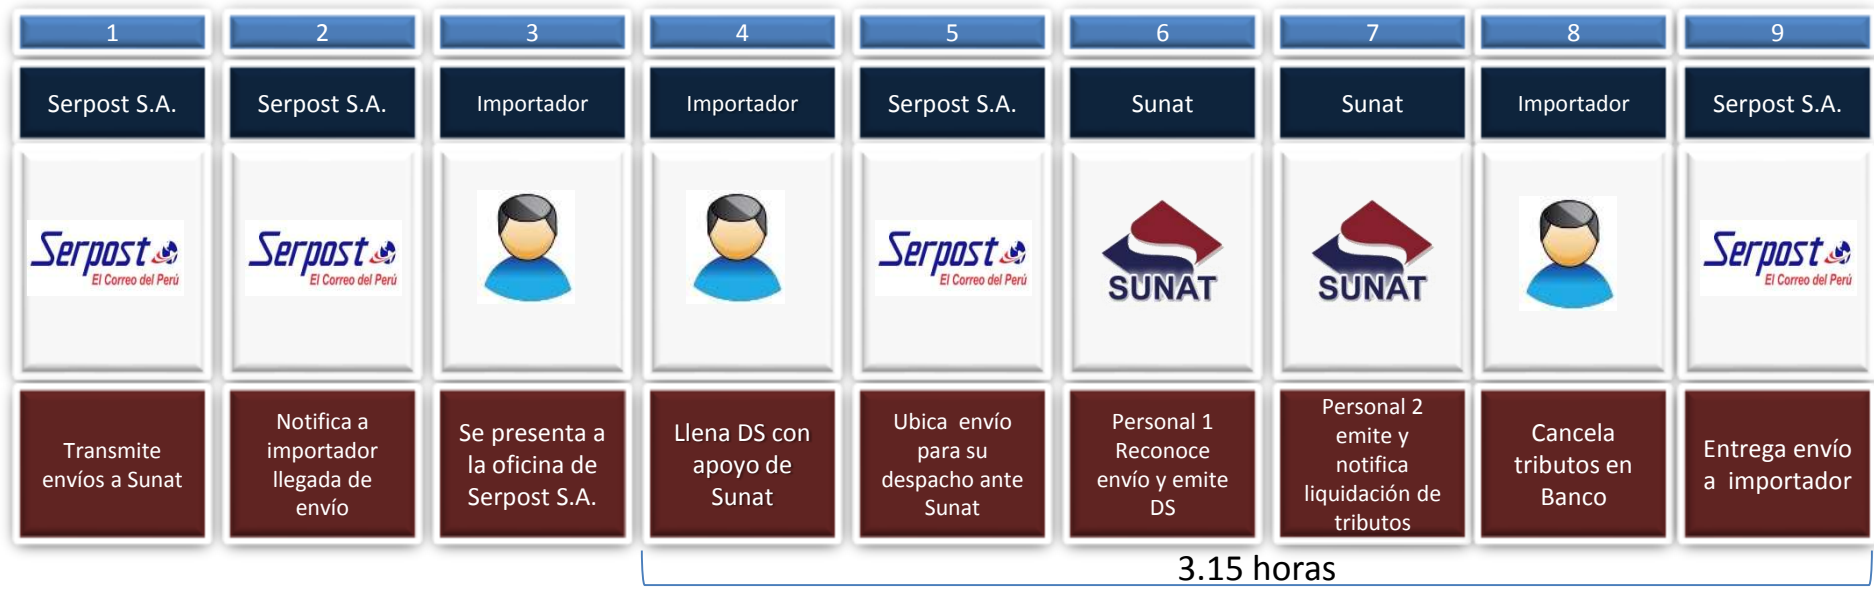 1
2
3
4
5
6
7
8
9
Serpost S.A.
Serpost S.A.
Importador
Importador
Serpost S.A.
Sunat
Sunat
Importador
Serpost S.A.
Serpost
El Correo del Perú
Serpost
El Correo del Perú
Serpost
El Correo del Perú
SUNAT
SUNAT
Serpost
El Correo del Perú
Transmite
envíos a Sunat
Notifica a
importador
llegada de
envío
Se presenta a
la oficina de
Serpost S.A.
Llena DS con
apoyo de
Sunat
Ubica envío
para su
despacho ante
Sunat
Personal 1
Reconoce
envío y emite
DS
Personal 2
emite y
notifica
liquidación de
tributos
Cancela
tributos en
Banco
Entrega envío
a importador
3.15 horas